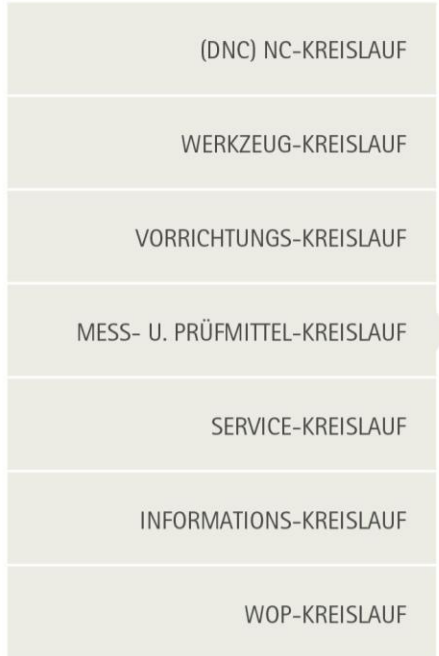 (DNC) NC-KREISLAUF
WERKZEUG-KREISLAUF
VORRICHTUNGS-KREISLAUF
MESS- U. PRÜFMITTEL-KREISLAUF
SERVICE-KREISLAUF
INFORMATIONS-KREISLAUF
WOP-KREISLAUF